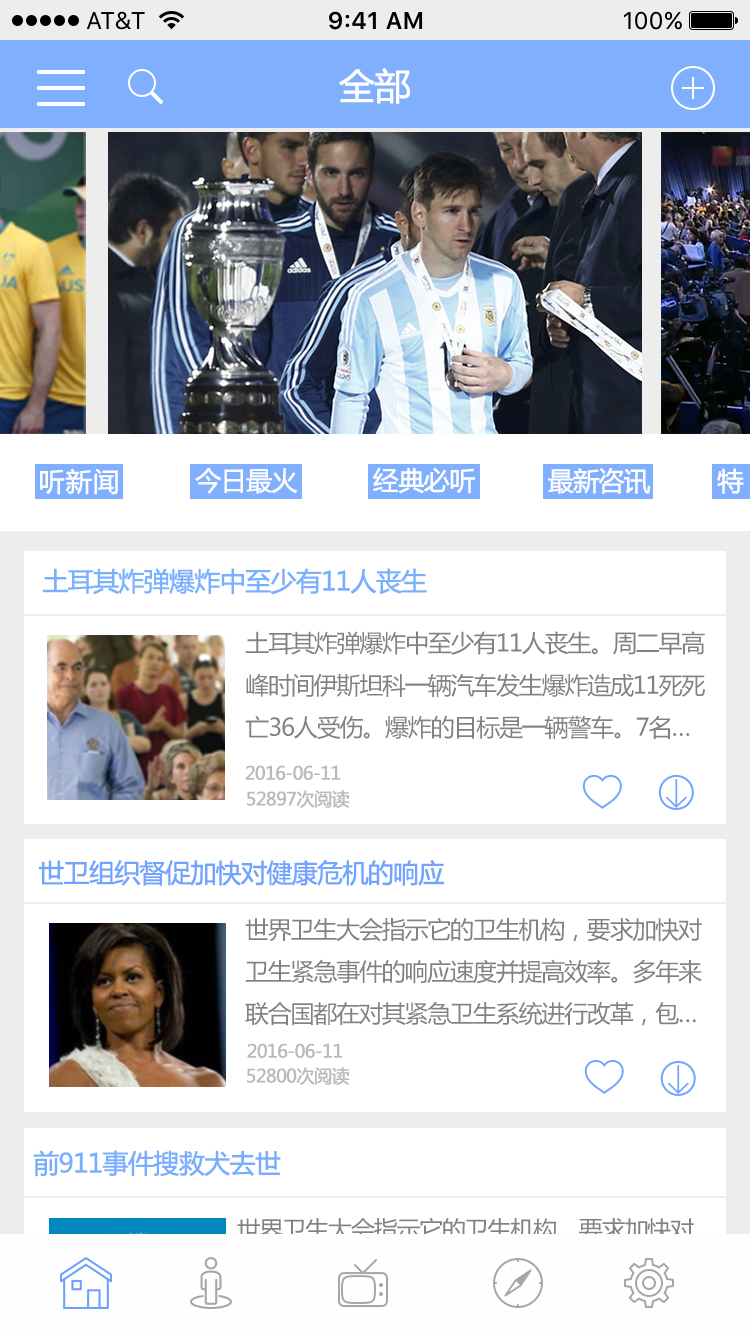 AT&T 9:41 AM 100%
全部
听新闻 今日最火 经典必听 最新咨讯 特
土耳其炸弹爆炸中至少有11人丧生
土耳其炸弹爆炸中至少有11人丧生。周二早高
峰时间伊斯坦科一辆汽车发生爆炸造成11死死
亡36人受伤。爆炸的目标是一辆警车。7名...
2016-06-11
52897次阅读
世卫组织督促加快对健康危机的响应
世界卫生大会指示它的卫生机构，要求加快对
卫生紧急事件的响应速度并提高效率。多年来
联合国都在对其紧急卫生系统进行改革，包...
2016-06-11
52800次阅读
前911事件搜救犬去世
世界卫生大会指示它的卫生机构，要求加快对